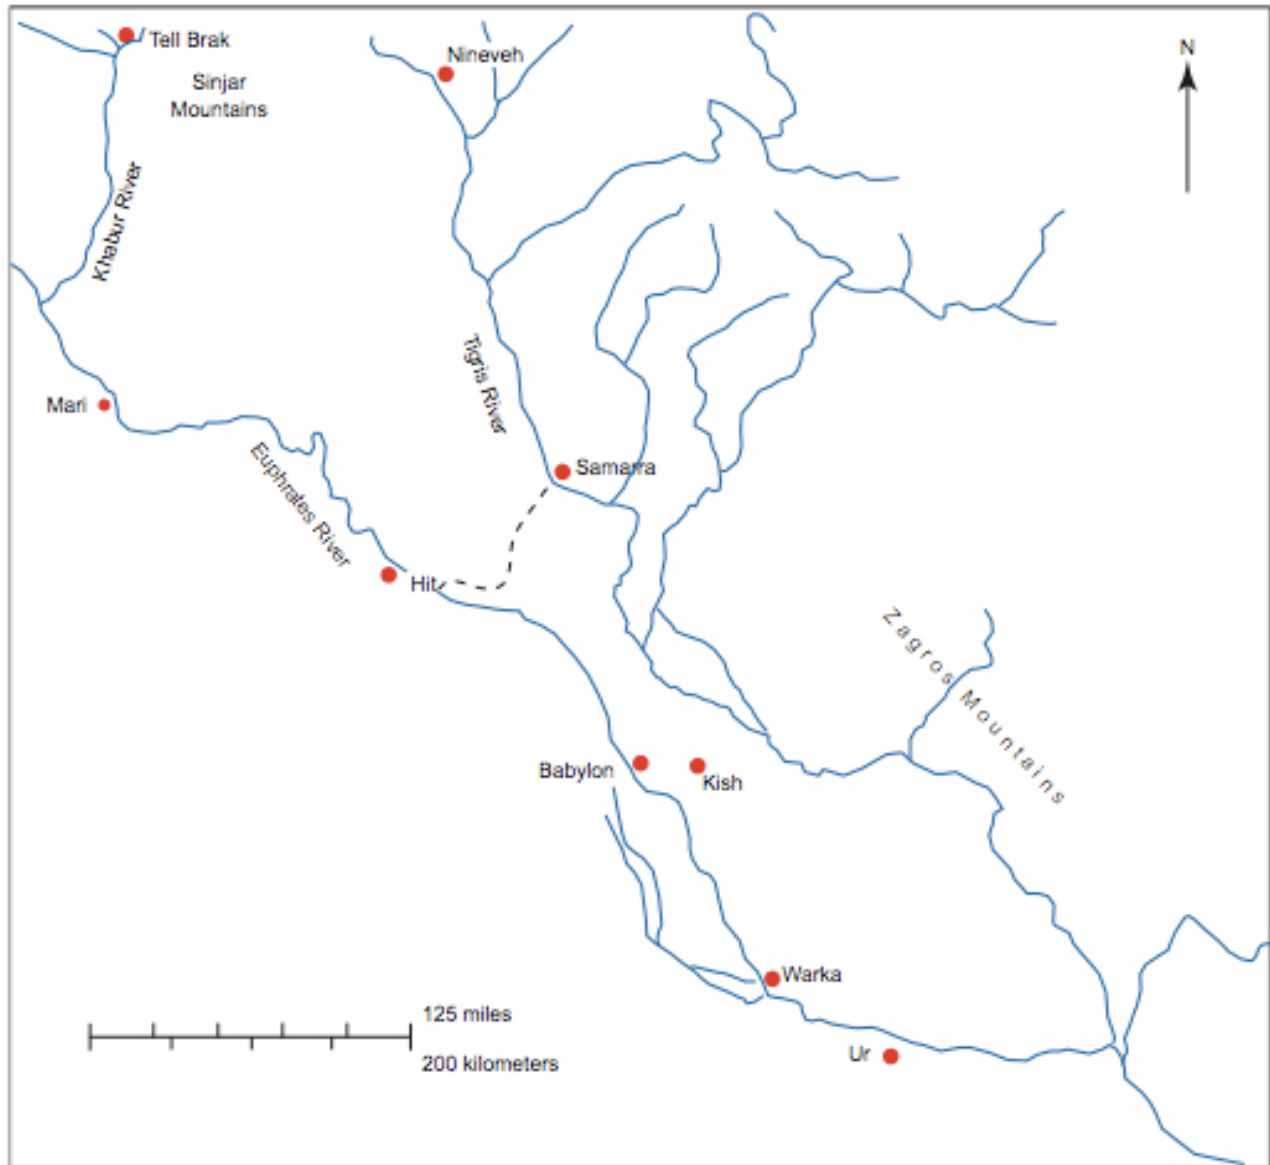 Tell Brak
Nineveh
N
Sinjar
Mountains
Khabur River
Tigris River
Mari
Samarra
Euphrates River
Hit
Zagros Mountains
Babylon
Kish
Warka
125 miles
Ur
200 kilometers